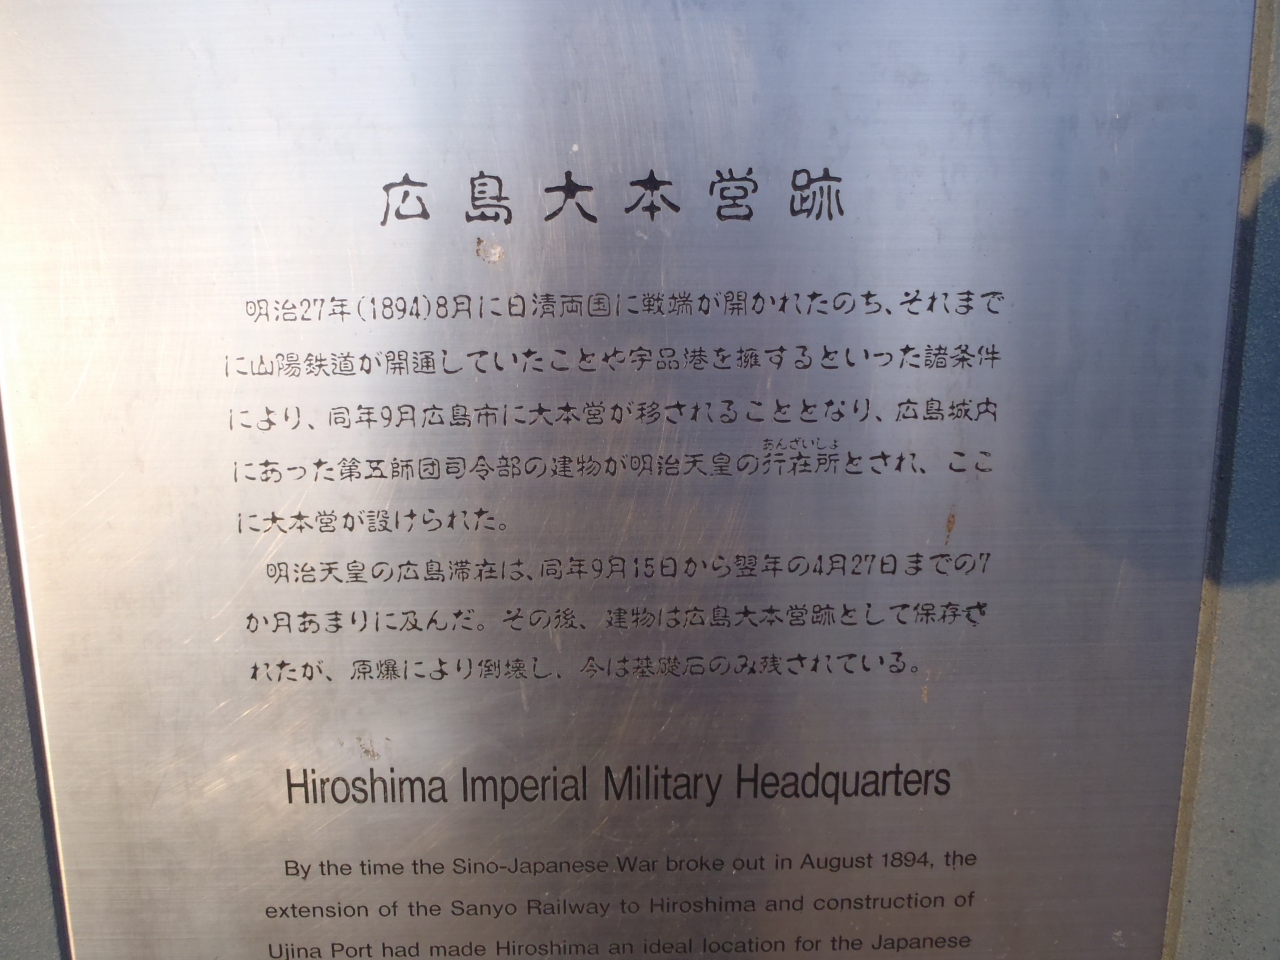 広島大本営跡
明治27年(1894)8月に日清両国に戦端が開かれたのち、それまで
に山陽鉄道が開通していたことや宇品港を擁するといった諸条件
により、同年9月広島市に大本営が移されることとなり、広島城内
あんざいしょ
にあった第五師団司令部の建物が明治天皇の行在所とされ、ここ
に大本営が設けられた。
明治天皇の広島滞在は、同年9月15日から翌年の4月27日までの7
か月あまりに及んだ。その後、建物は広島大本営跡として保存さ
れたが、原爆により倒壊し、今は基礎石のみ残されている。
Hiroshima Imperial Military Headquarters
By the time the Sino-Japanese War broke out in August 1894, the
extension of the Sanyo Railway to Hiroshima and construction of
Ujina Port had made Hiroshima an ideal location for the Japanese